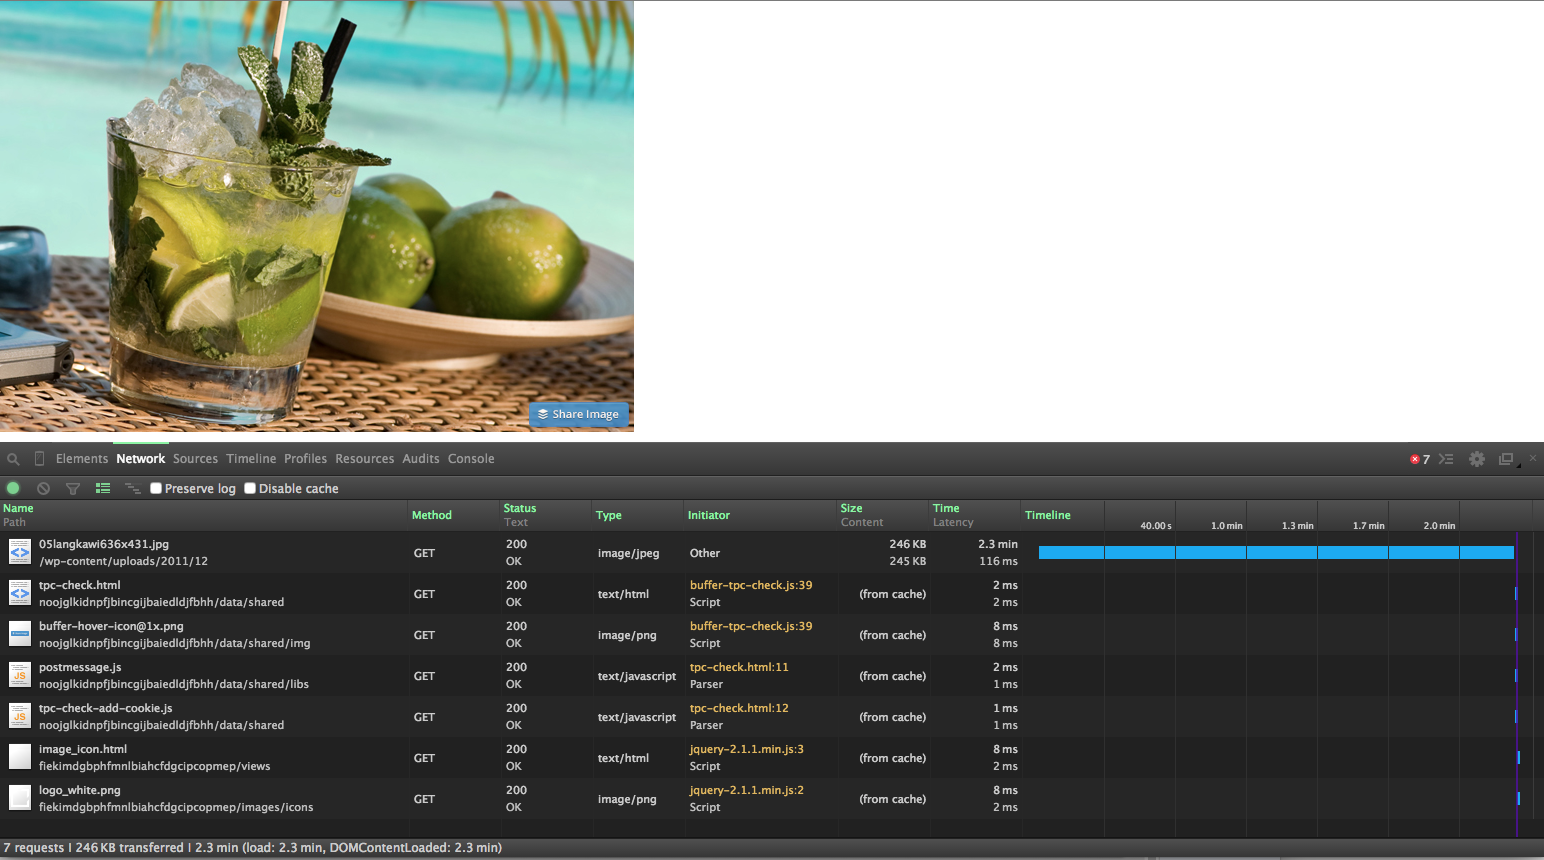 Share Image
Elements Network Sources Timeline Profiles Resources Audits Console 7
Preserve log Disable cache
Name Path Method Status Text Type Initiator Size Content Time Latency Timeline 40.00 s 1.0 min 1.3 min 1.7 min 2.0 min
05langkawi636x431.jpg 200 246 KB 2.3 min
GET image/jpeg Other
/wp-content/uploads/2011/12 OK 245 KB 116 ms
tpc-check.html 200 buffer-tpc-check.js:39 2 ms
GET text/html (from cache)
noojglkidnpfjbincgijbaiedldjfbhh/data/shared OK Script 2 ms
buffer-hover-icon@1x.png 200 buffer-tpc-check.js:39 8 ms
GET image/png (from cache)
noojglkidnpfjbincgijbaiedldjfbhh/data/shared/img OK Script 8 ms
postmessage.js 200 tpc-check.html:11 2 ms
JS GET text/javascript (from cache)
noojglkidnpfjbincgijbaiedldjfbhh/data/shared/libs OK Parser 1 ms
tpc-check-add-cookie.js 200 tpc-check.html:12 1 ms
JS GET text/javascript (from cache)
noojglkidnpfjbincgijbaiedldjfbhh/data/shared OK Parser 1 ms
image_icon.html 200 jquery-2.1.1.min.js:3 8 ms
GET text/html (from cache)
fiekimdgbphfmnlbiahcfdgcipcopmep/views OK Script 2 ms
logo_white.png 200 jquery-2.1.1.min.js:2 8 ms
GET image/png (from cache)
fiekimdgbphfmnlbiahcfdgcipcopmep/images/icons OK Script 2 ms
7 requests | 246 KB transferred | 2.3 min (load: 2.3 min, DOMContentLoaded: 2.3 min)